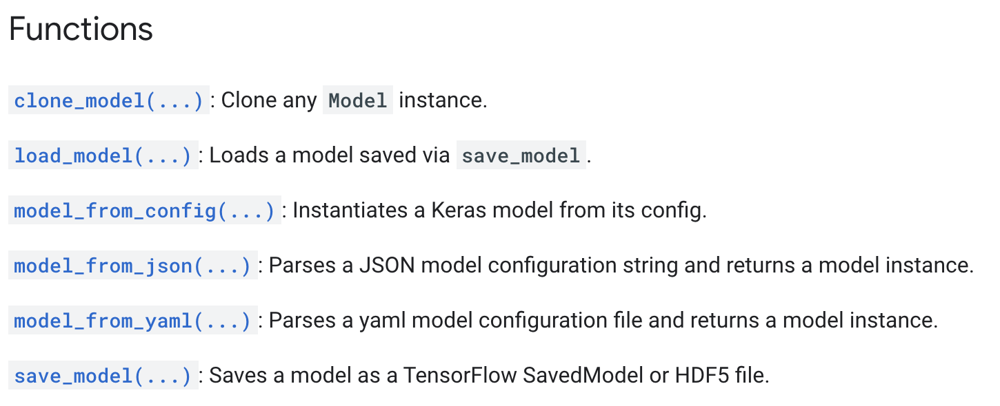 Functions
clone_model(...): Clone any Model instance.
load_model(...): Loads a model saved via save_model.
model_from_config(...): Instantiates a Keras model from its config.
model_from_json(...): Parses a JSON model configuration string and returns a model instance.
model_from_yaml(...): Parses a yaml model configuration file and returns a model instance.
save_model(...): Saves a model as a TensorFlow SavedModel or HDF5 file.